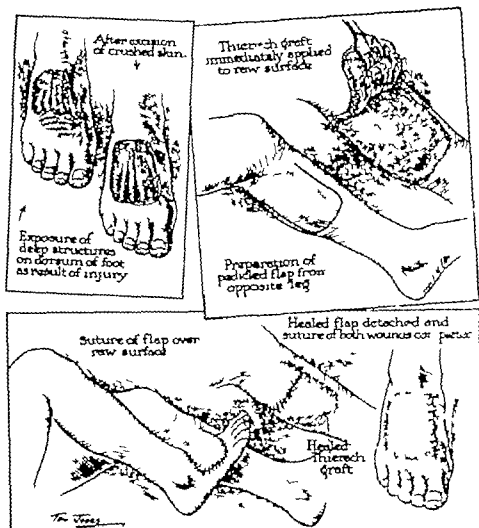 After excision
of crushed skin.
Exposure of
deep structures
on dorsum of foot
as result of injury
Thiersch graft
immediately applied
to raw surface
Preparation of
pedicled flap from
opposite leg
Suture of flap over
raw surface
Healed
Thiersch
graft
Healed flap detached and
suture of both wounds
Tom Jones